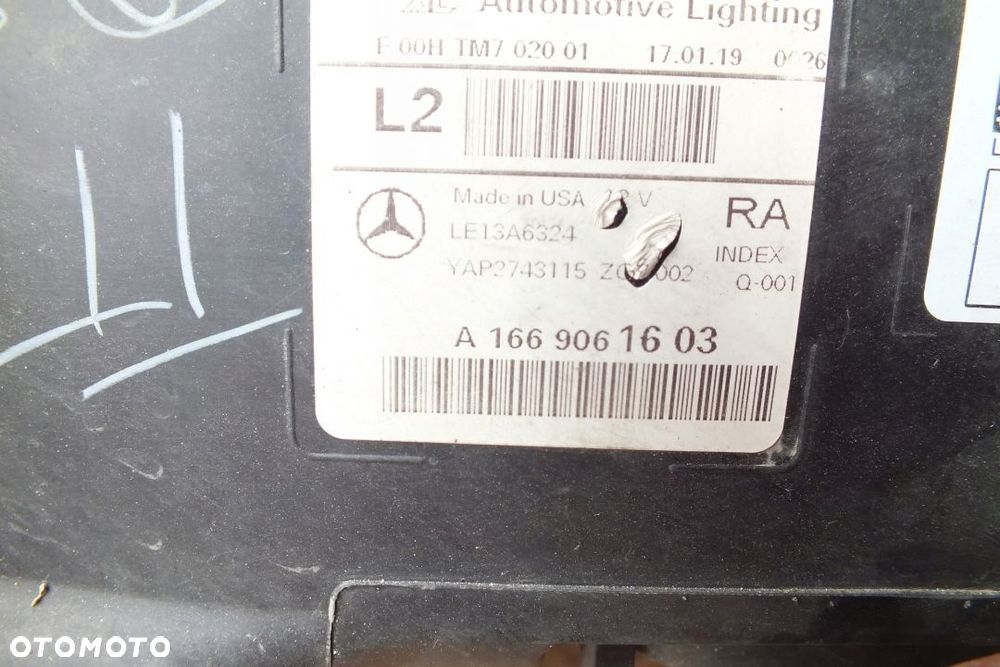 Automotive Lighting
F 00H TM7 020 01 17.01.19
L2
Made in USA V
RA
LE13A6324
INDEX
YAP2743115 002
Q-001
A 166 906 16 03
OTOMOTO